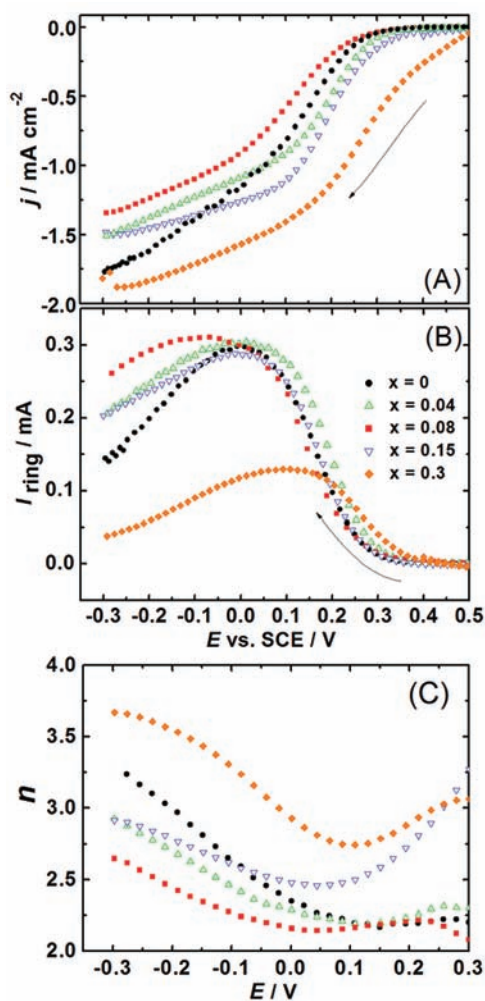 0.0
-0.5
-1.0
-1.5
-2.0
j / mA cm-2
(A)
(B)
0.3
0.2
0.1
0.0
I ring / mA
x = 0
x = 0.04
x = 0.08
x = 0.15
x = 0.3
-0.3 -0.2 -0.1 0.0 0.1 0.2 0.3 0.4 0.5
E vs. SCE / V
(C)
4.0
3.5
3.0
2.5
2.0
n
-0.3 -0.2 -0.1 0.0 0.1 0.2 0.3
E / V